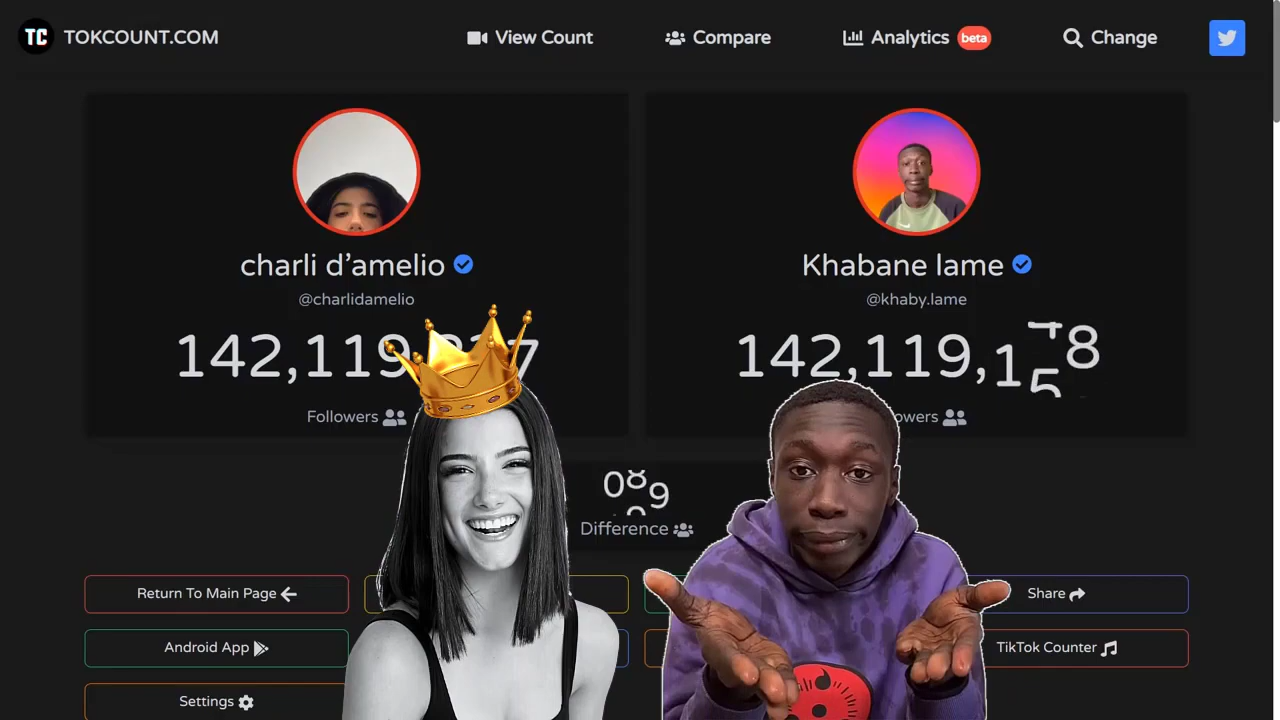 TC TOKCOUNT.COM
View Count
Compare
Analytics beta
Change
charli d’amelio
@charlidamelio
142,119,
Followers
Khabane lame
@khaby.lame
142,119,1
8
Difference
Return To Main Page
Share
Android App
TikTok Counter
Settings